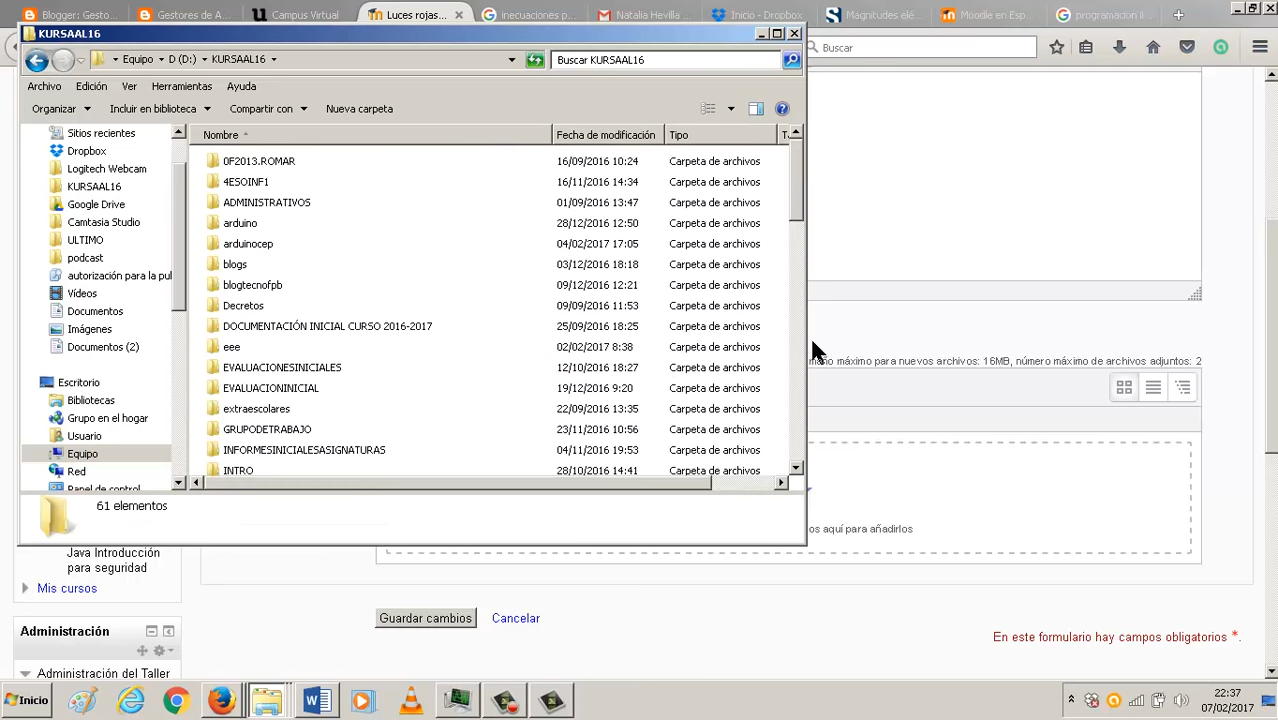 Blogger: Gesto...
Gestores de A...
Campus Virtual
Luces rojas...
inecuaciones p...
Natalia Hevilla ...
Inicio - Dropbox
Magnitudes elé...
Moodle en Esp...
programacion li...
KURSAAL16
Equipo D (D:) KURSAAL16
Buscar KURSAAL16
Buscar
Archivo Edición Ver Herramientas Ayuda
Organizar Incluir en biblioteca Compartir con Nueva carpeta
Nombre Fecha de modificación Tipo
Sitios recientes
Dropbox
Logitech Webcam
KURSAAL16
Google Drive
Camtasia Studio
ULTIMO
podcast
autorización para la pul
Vídeos
Documentos
Imágenes
Documentos (2)
Escritorio
Bibliotecas
Grupo en el hogar
Usuario
Equipo
Red
Panel de control
0F2013.ROMAR 16/09/2016 10:24 Carpeta de archivos
4ESOINF1 16/11/2016 14:34 Carpeta de archivos
ADMINISTRATIVOS 01/09/2016 13:47 Carpeta de archivos
arduino 28/12/2016 12:50 Carpeta de archivos
arduinocep 04/02/2017 17:05 Carpeta de archivos
blogs 03/12/2016 18:18 Carpeta de archivos
blogtecnofpb 09/12/2016 12:21 Carpeta de archivos
Decretos 09/09/2016 11:53 Carpeta de archivos
DOCUMENTACIÓN INICIAL CURSO 2016-2017 25/09/2016 18:25 Carpeta de archivos
eee 02/02/2017 8:38 Carpeta de archivos
EVALUACIONESINICIALES 12/10/2016 18:27 Carpeta de archivos
EVALUACIONINICIAL 19/12/2016 9:20 Carpeta de archivos
extraescolares 22/09/2016 13:35 Carpeta de archivos
GRUPODETRABAJO 23/11/2016 10:56 Carpeta de archivos
INFORMESINICIALESASIGNATURAS 04/11/2016 19:53 Carpeta de archivos
INTRO 28/10/2016 14:41 Carpeta de archivos
61 elementos
maño máximo para nuevos archivos: 16MB, número máximo de archivos adjuntos: 2
os aquí para añadirlos
Java Introducción
para seguridad
Mis cursos
Administración
Administración del Taller
Guardar cambios Cancelar
En este formulario hay campos obligatorios *.
Inicio
22:37
07/02/2017